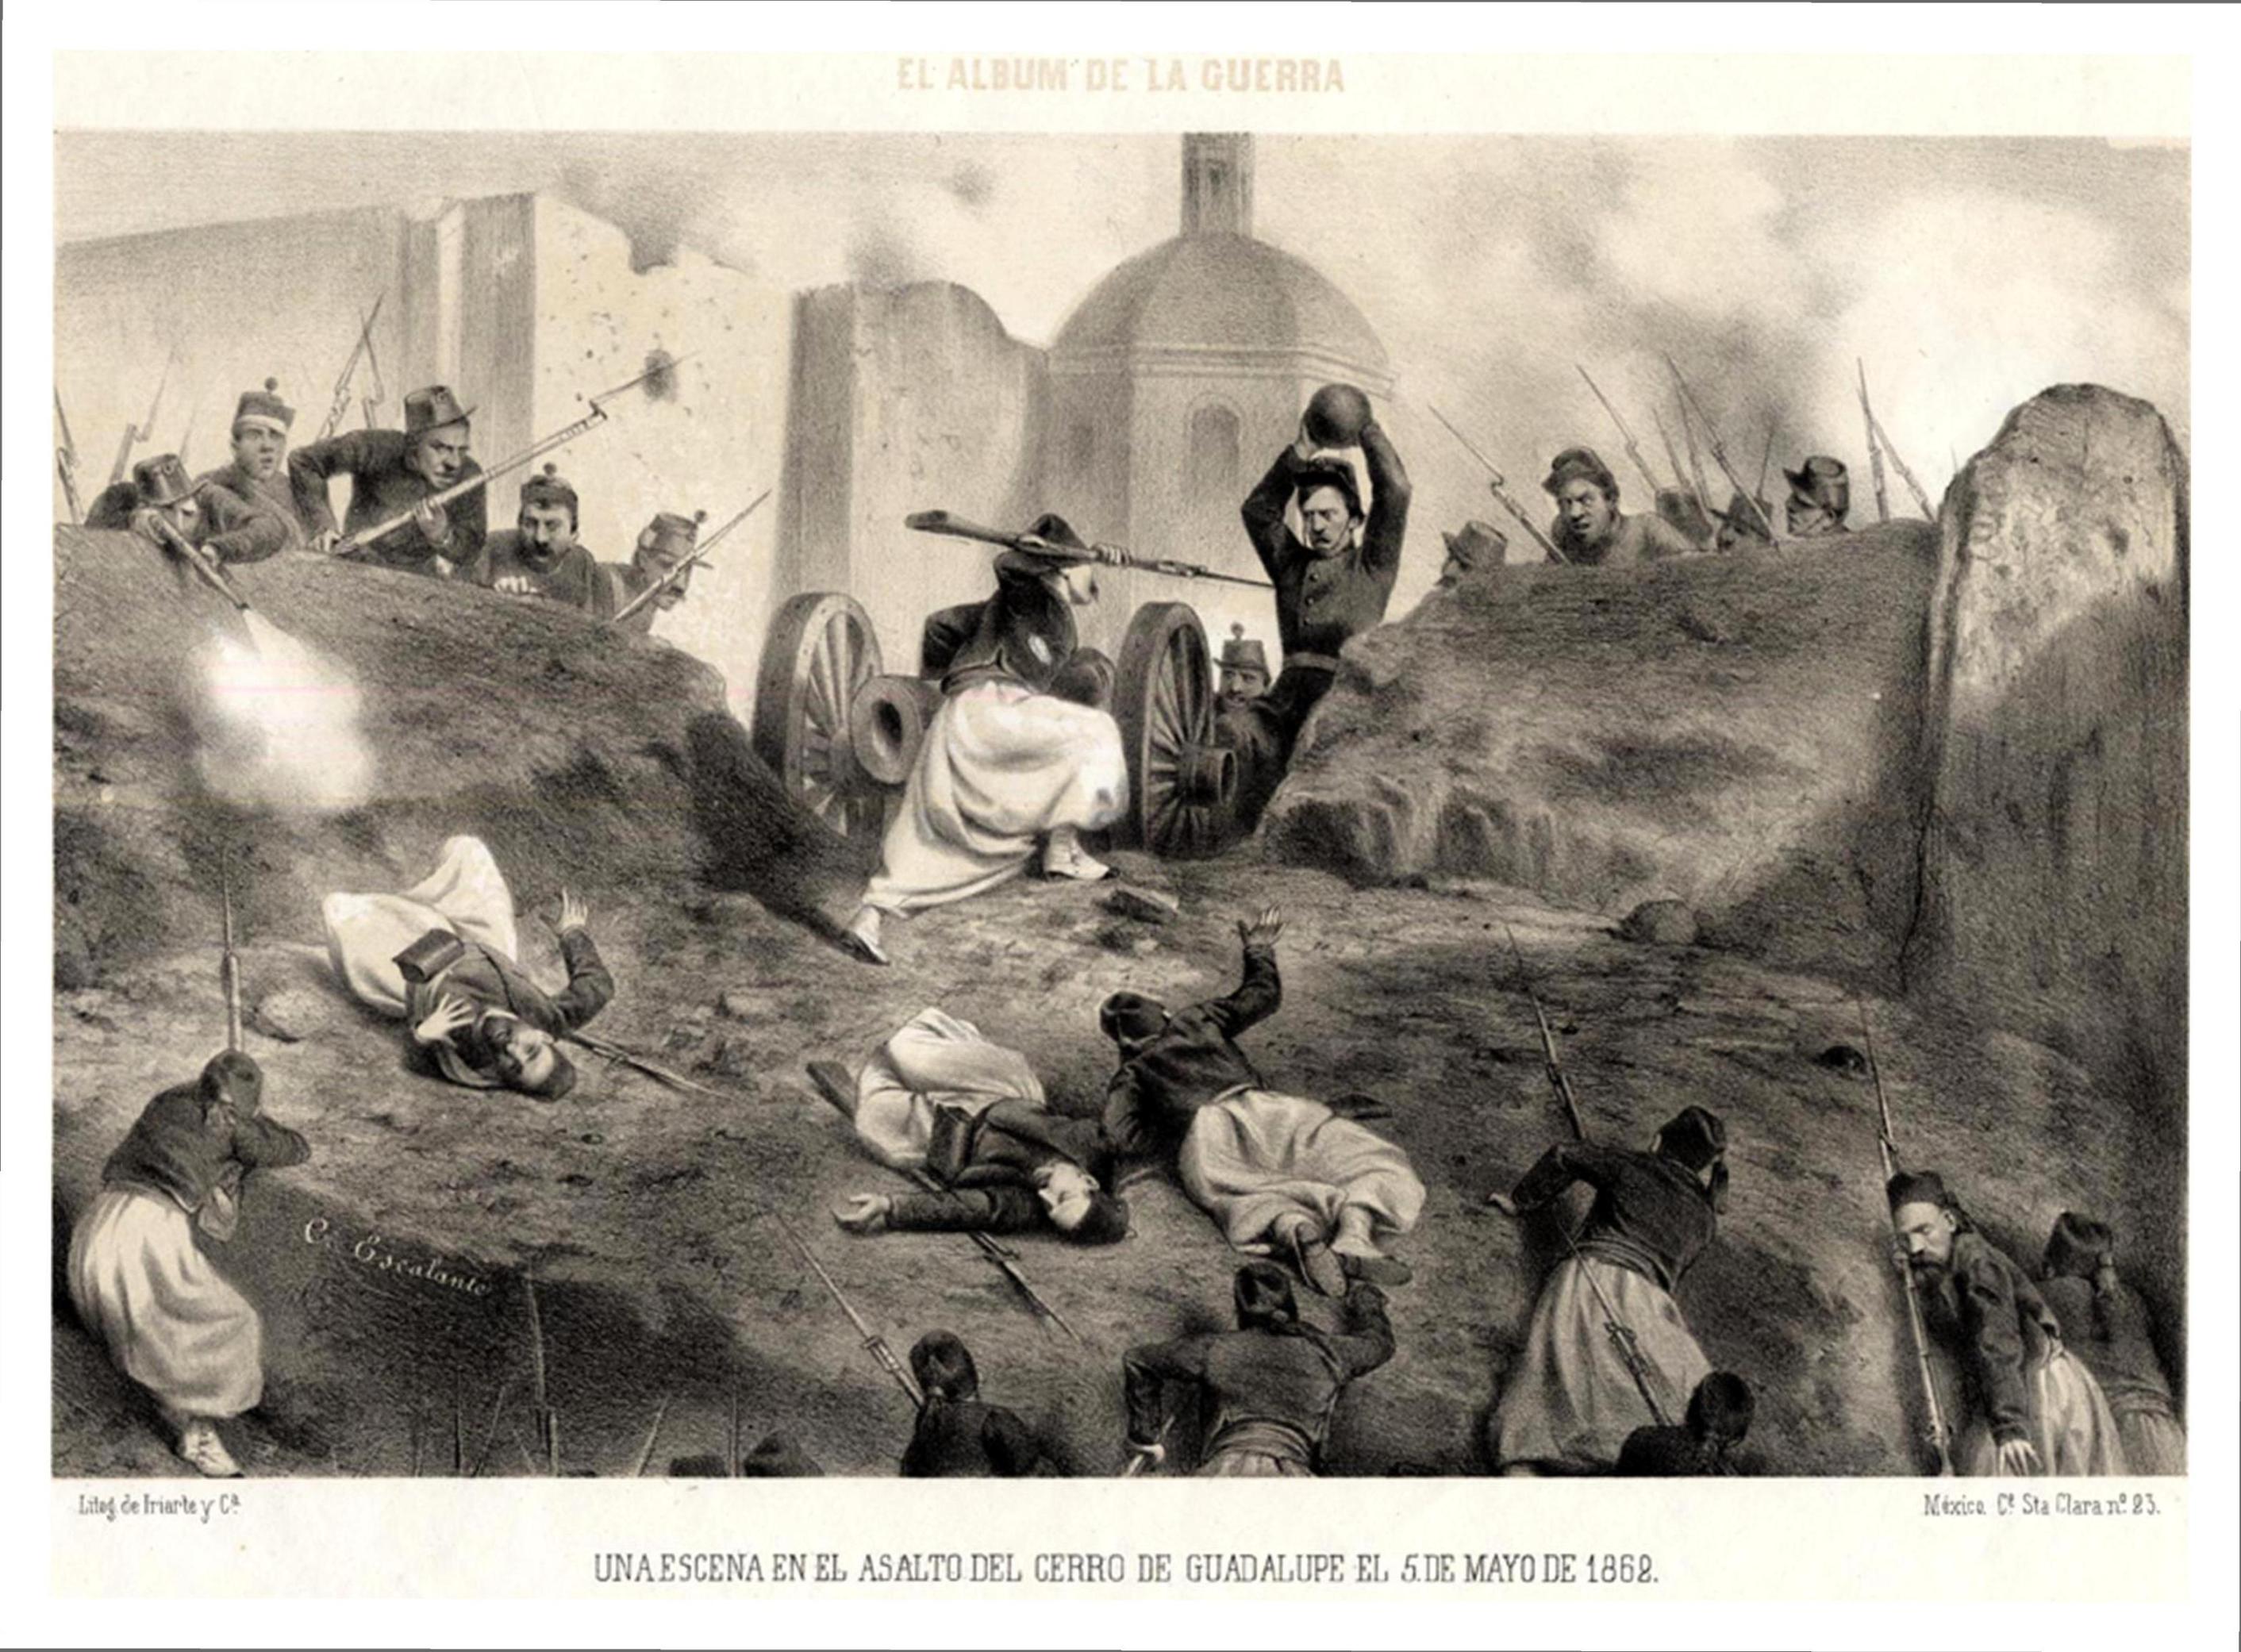 EL ALBUM DE LA GUERRA
C. Escalante
Litog. de Iriarte y Cª
México. Cᵉ Sta Clara nº 23.
UNA ESCENA EN EL ASALTO DEL CERRO DE GUADALUPE EL 5. DE MAYO DE 1862.